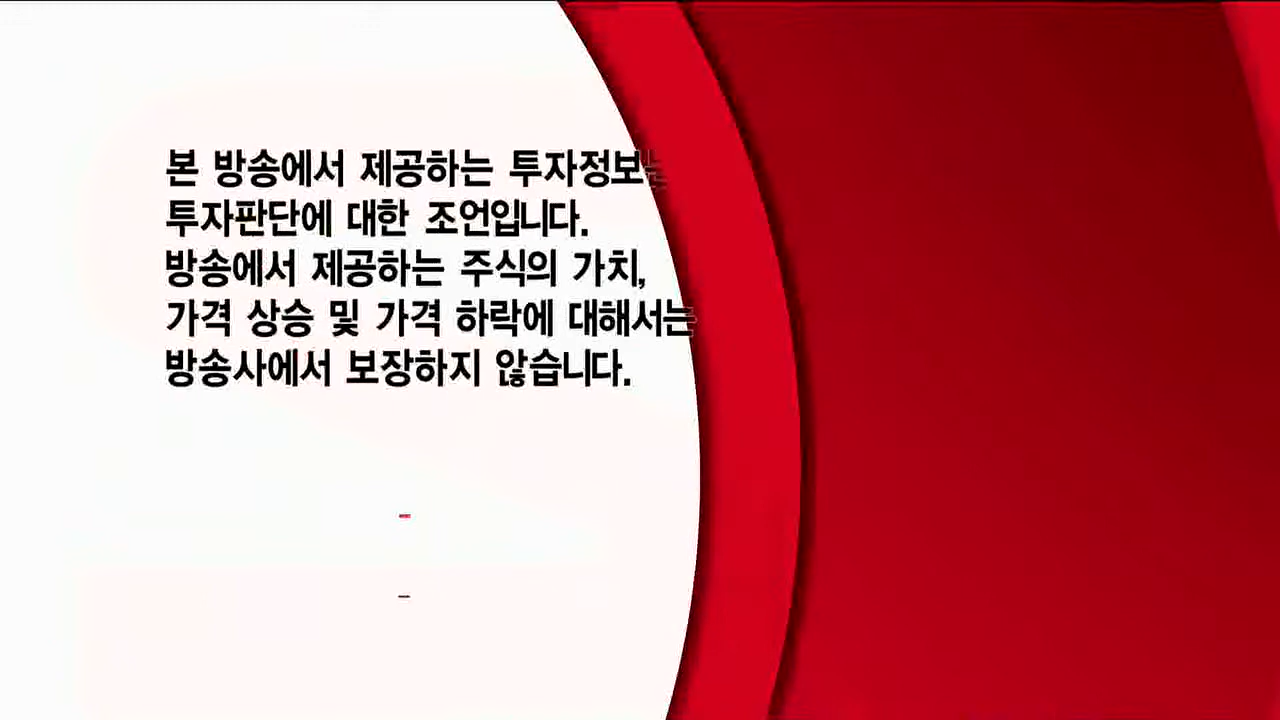 본 방송에서 제공하는 투자정보는
투자판단에 대한 조언입니다.
방송에서 제공하는 주식의 가치,
가격 상승 및 가격 하락에 대해서는
방송사에서 보장하지 않습니다.